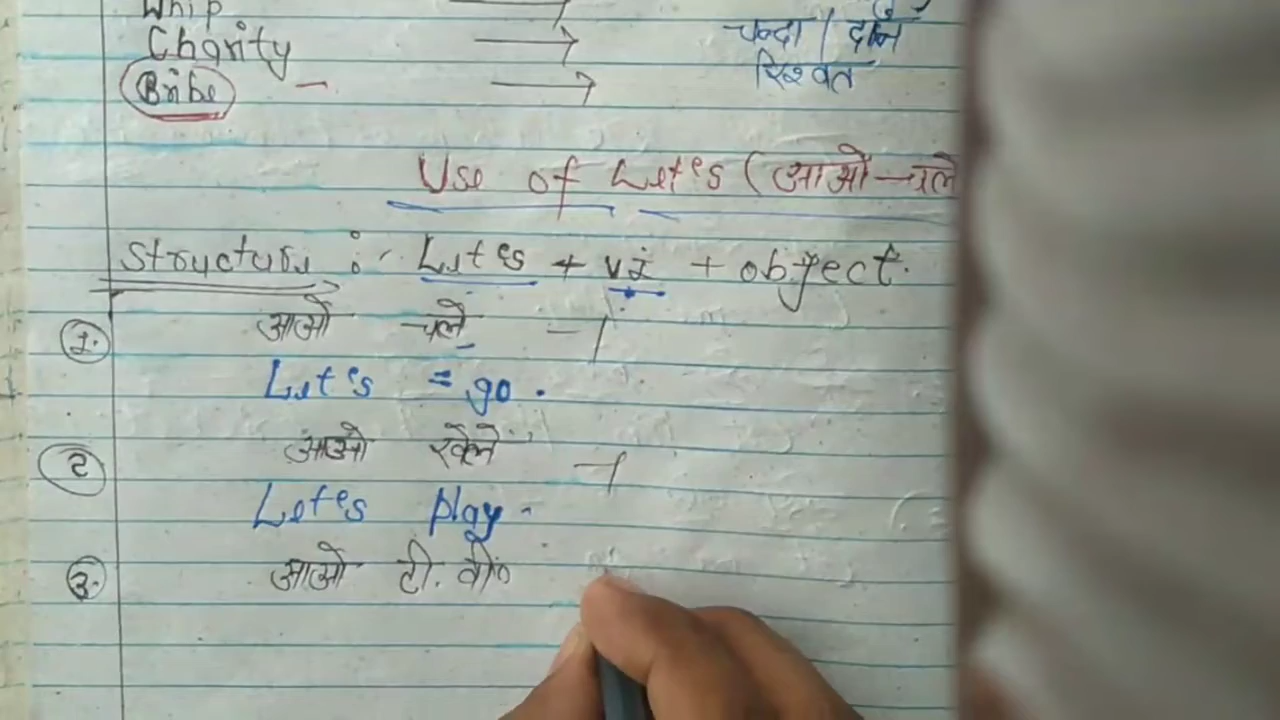 Whip →
Charity → चन्दा / दान
Bribe - → रिश्वत
Use of Let's (आओ चलें
Structure :- Let's + v1 + object.
1. आओ चलें -।
Let's = go.
2 आओ खेलें -।
Let's play.
3. आओ टी. वी०